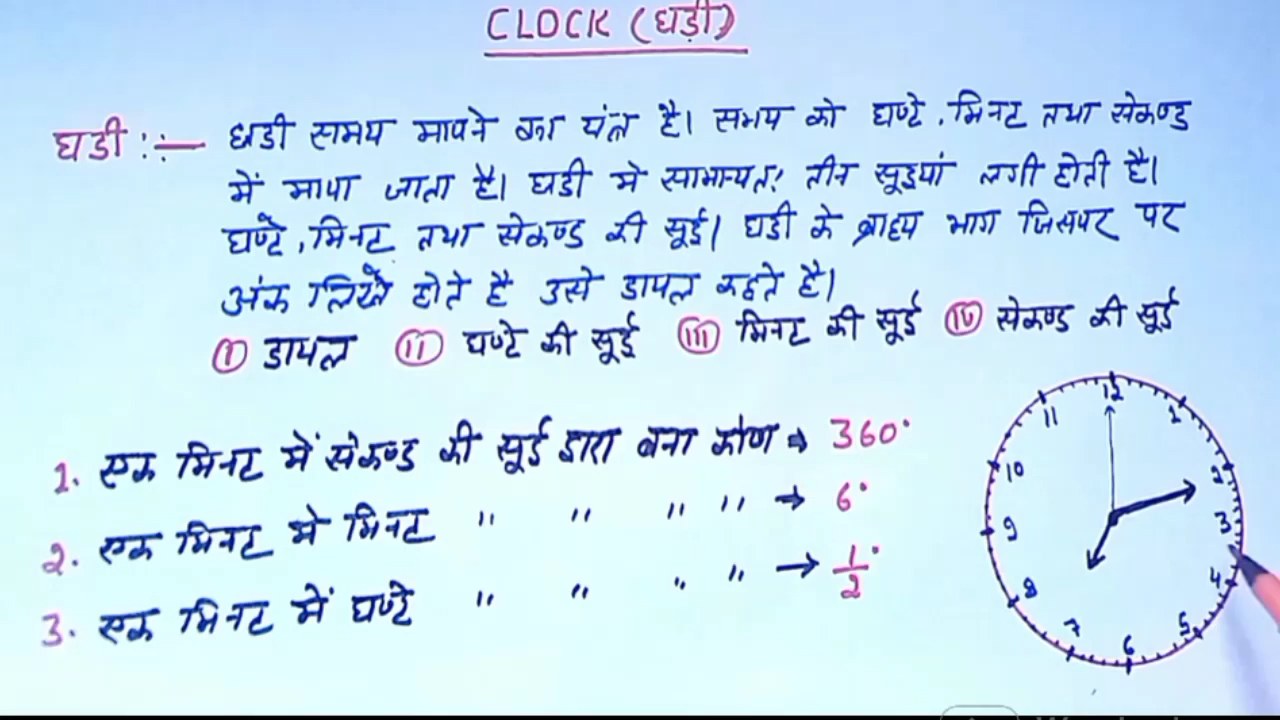 CLOCK (घड़ी)
घडी :— घडी समय मापने का यंत्र है। समय को घण्टे, मिनट तथा सेकण्ड
में मापा जाता है। घडी मे सामान्यतः तीन सूइयां लगी होती है।
घण्टे, मिनट तथा सेकण्ड की सूई। घडी के बाह्य भाग जिसपर पर
अंक लिखे होते है उसे डायल कहते है।
(i) डायल (ii) घण्टे की सूई (iii) मिनट की सूई (iv) सेकण्ड की सूई
1. एक मिनट में सेकण्ड की सूई द्वारा बना कोण ⇒ 360°
2. एक मिनट मे मिनट " " " " → 6°
3. एक मिनट में घण्टे " " " " → 1/2°
12
1
2
3
4
5
6
7
8
9
10
11